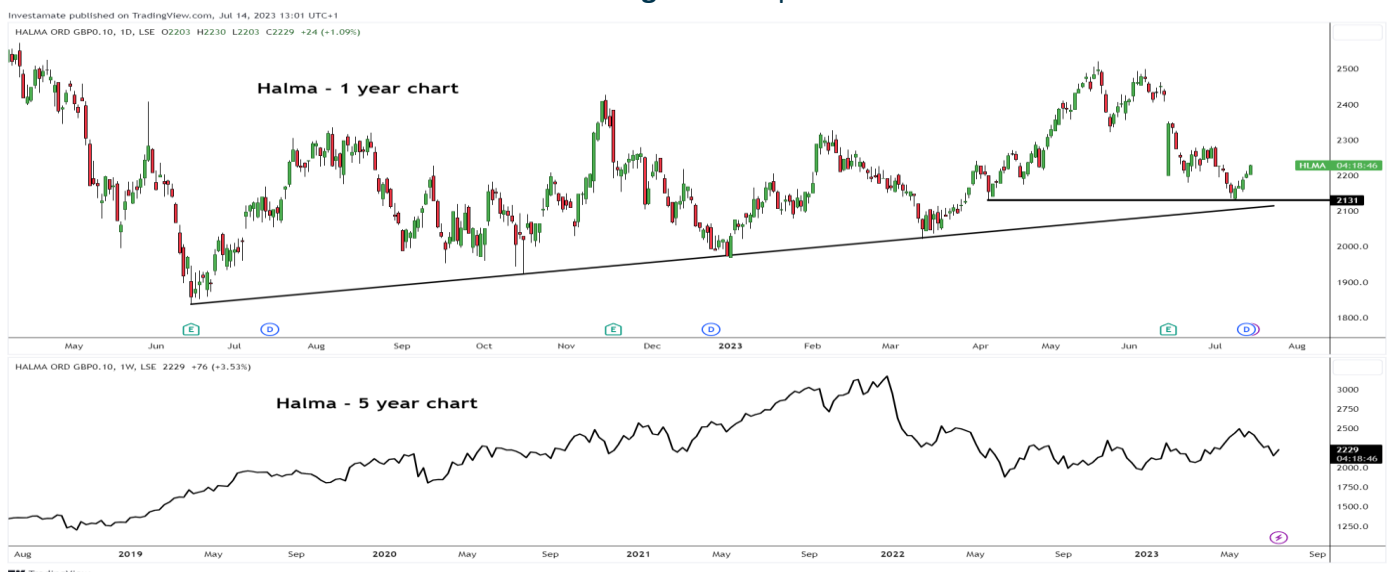 Investamate published on TradingView.com, Jul 14, 2023 13:01 UTC+1
HALMA ORD GBP0.10, 1D, LSE O2203 H2230 L2203 C2229 +24 (+1.09%)
Halma - 1 year chart
2500
2400
2300
HLMA 04:18:46
2200
2131
2100
2000.0
1900.0
1800.0
E D E D E D
May Jun Jul Aug Sep Oct Nov Dec 2023 Feb Mar Apr May Jun Jul Aug
HALMA ORD GBP0.10, 1W, LSE 2229 +76 (+3.53%)
Halma - 5 year chart
3000
2750
2500
2229
04:18:46
2000.0
1750.0
1500.0
1250.0
Aug 2019 May Sep 2020 May Sep 2021 May Sep 2022 May Sep 2023 May Sep